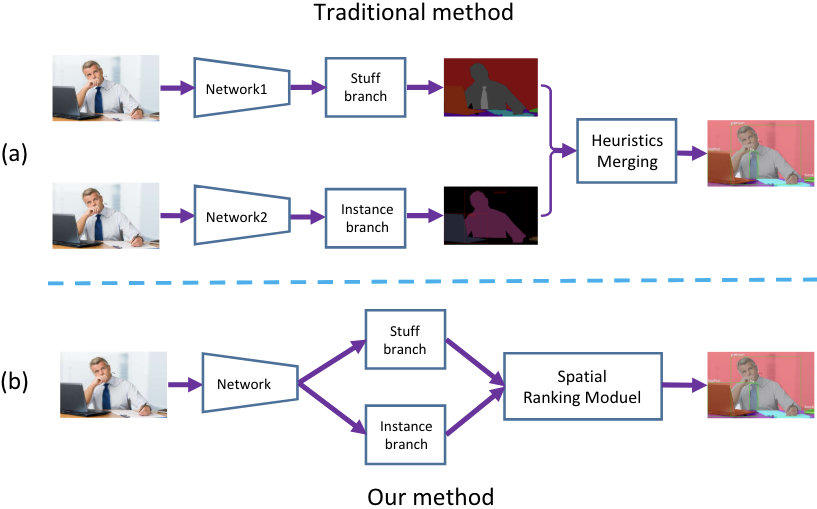 Traditional method
(a)
Network1
Stuff
branch
Network2
Instance
branch
Heuristics
Merging
(b)
Network
Stuff
branch
Instance
branch
Spatial
Ranking Moduel
Our method